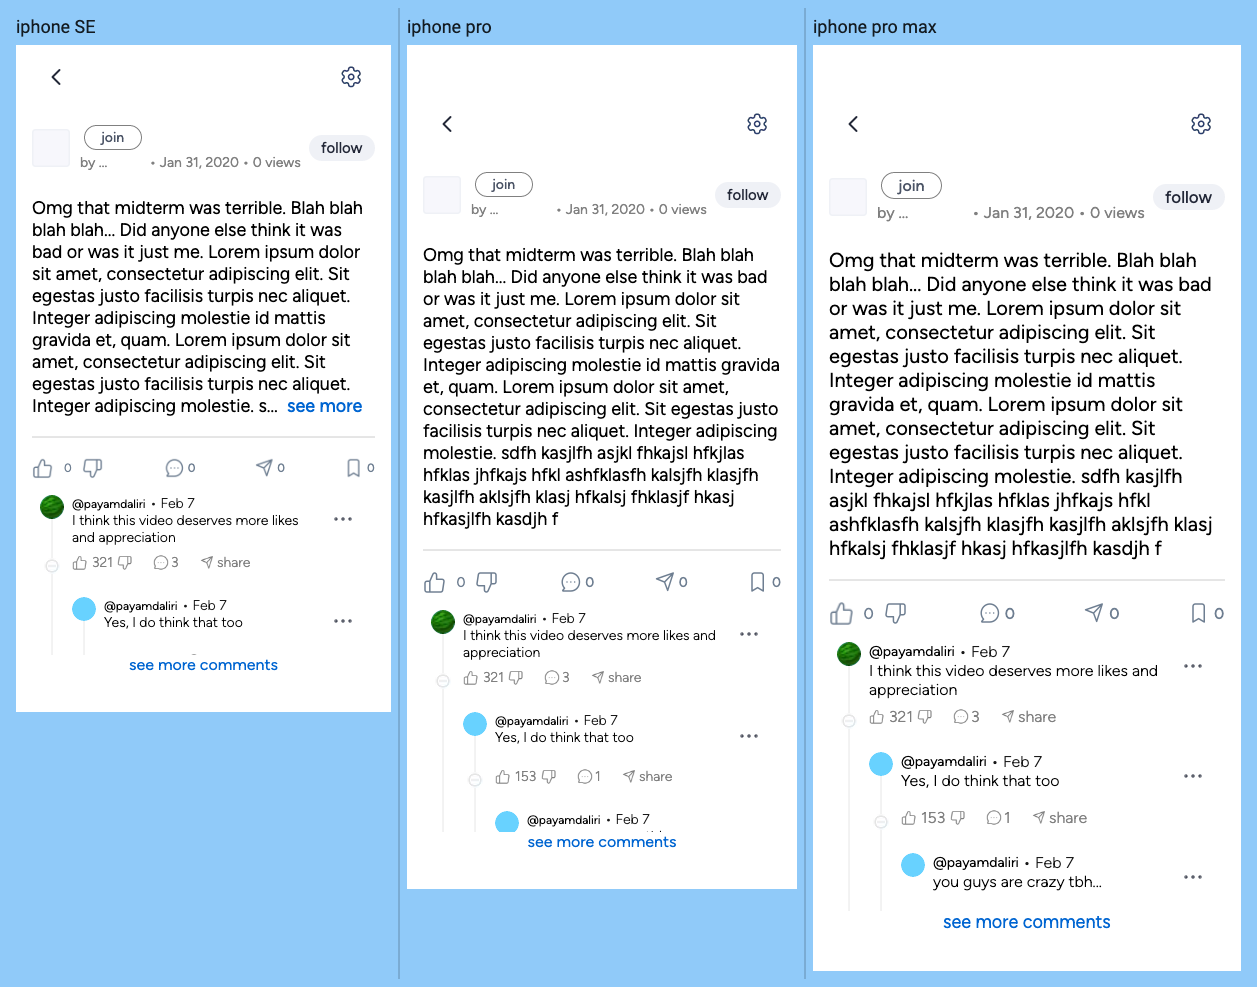 iphone SE
join
by ... • Jan 31, 2020 • 0 views
follow
Omg that midterm was terrible. Blah blah
blah blah... Did anyone else think it was
bad or was it just me. Lorem ipsum dolor
sit amet, consectetur adipiscing elit. Sit
egestas justo facilisis turpis nec aliquet.
Integer adipiscing molestie id mattis
gravida et, quam. Lorem ipsum dolor sit
amet, consectetur adipiscing elit. Sit
egestas justo facilisis turpis nec aliquet.
Integer adipiscing molestie. s... see more
0 0 0 0
@payamdaliri • Feb 7
I think this video deserves more likes
and appreciation
321 3 share
@payamdaliri • Feb 7
Yes, I do think that too
see more comments
iphone pro
join
by ... • Jan 31, 2020 • 0 views
follow
Omg that midterm was terrible. Blah blah
blah blah... Did anyone else think it was bad
or was it just me. Lorem ipsum dolor sit
amet, consectetur adipiscing elit. Sit
egestas justo facilisis turpis nec aliquet.
Integer adipiscing molestie id mattis gravida
et, quam. Lorem ipsum dolor sit amet,
consectetur adipiscing elit. Sit egestas justo
facilisis turpis nec aliquet. Integer adipiscing
molestie. sdfh kasjlfh asjkl fhkajsl hfkjlas
hfklas jhfkajs hfkl ashfklasfh kalsjfh klasjfh
kasjlfh aklsjfh klasj hfkalsj fhklasjf hkasj
hfkasjlfh kasdjh f
0 0 0 0
@payamdaliri • Feb 7
I think this video deserves more likes and
appreciation
321 3 share
@payamdaliri • Feb 7
Yes, I do think that too
153 1 share
@payamdaliri • Feb 7
see more comments
iphone pro max
join
by ... • Jan 31, 2020 • 0 views
follow
Omg that midterm was terrible. Blah blah
blah blah... Did anyone else think it was bad
or was it just me. Lorem ipsum dolor sit
amet, consectetur adipiscing elit. Sit
egestas justo facilisis turpis nec aliquet.
Integer adipiscing molestie id mattis
gravida et, quam. Lorem ipsum dolor sit
amet, consectetur adipiscing elit. Sit
egestas justo facilisis turpis nec aliquet.
Integer adipiscing molestie. sdfh kasjlfh
asjkl fhkajsl hfkjlas hfklas jhfkajs hfkl
ashfklasfh kalsjfh klasjfh kasjlfh aklsjfh klasj
hfkalsj fhklasjf hkasj hfkasjlfh kasdjh f
0 0 0 0
@payamdaliri • Feb 7
I think this video deserves more likes and
appreciation
321 3 share
@payamdaliri • Feb 7
Yes, I do think that too
153 1 share
@payamdaliri • Feb 7
you guys are crazy tbh...
see more comments